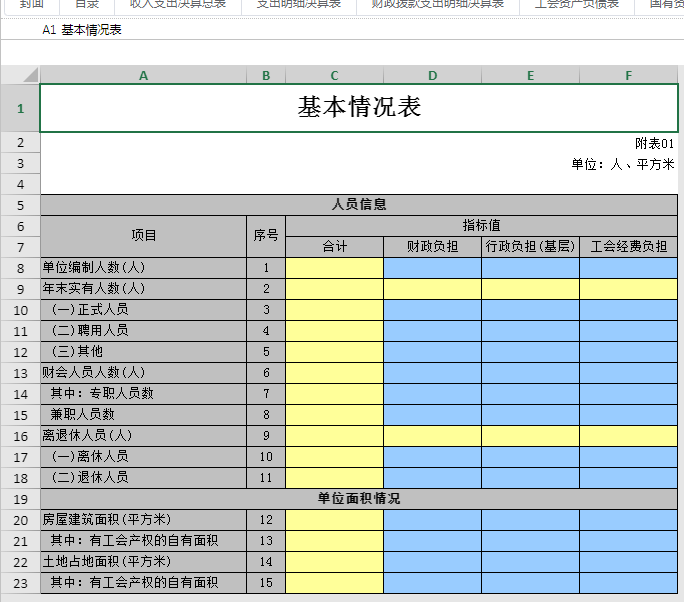 封面 目录 收入支出决算总表 支出明细决算表 财政拨款支出明细决算表 工会资产负债表 国有资
A1 基本情况表
A B C D E F
1 基本情况表
2 附表01
3 单位：人、平方米
4
5 人员信息
6 项目 序号 指标值
7 合计 财政负担 行政负担(基层) 工会经费负担
8 单位编制人数(人) 1
9 年末实有人数(人) 2
10 (一)正式人员 3
11 (二)聘用人员 4
12 (三)其他 5
13 财会人员人数(人) 6
14 其中：专职人员数 7
15 兼职人员数 8
16 离退休人员(人) 9
17 (一)离休人员 10
18 (二)退休人员 11
19 单位面积情况
20 房屋建筑面积(平方米) 12
21 其中：有工会产权的自有面积 13
22 土地占地面积(平方米) 14
23 其中：有工会产权的自有面积 15